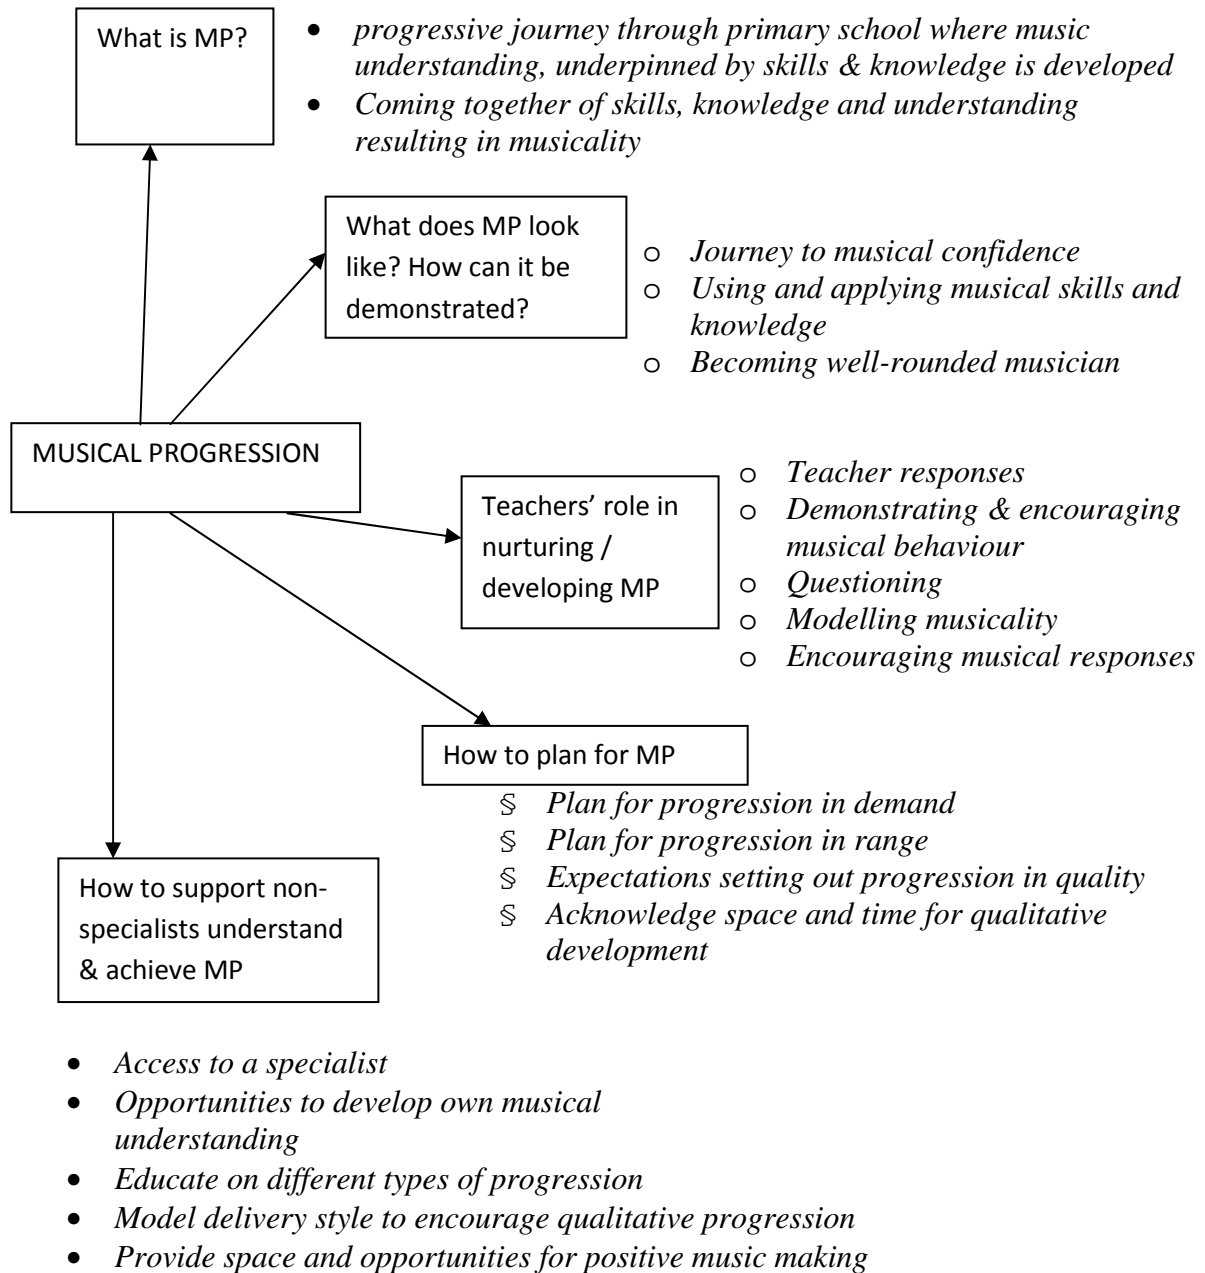 What is MP?
• progressive journey through primary school where music
understanding, underpinned by skills & knowledge is developed
• Coming together of skills, knowledge and understanding
resulting in musicality
What does MP look
like? How can it be
demonstrated?
o Journey to musical confidence
o Using and applying musical skills and
knowledge
o Becoming well-rounded musician
MUSICAL PROGRESSION
Teachers’ role in
nurturing /
developing MP
o Teacher responses
o Demonstrating & encouraging
musical behaviour
o Questioning
o Modelling musicality
o Encouraging musical responses
How to plan for MP
§ Plan for progression in demand
§ Plan for progression in range
§ Expectations setting out progression in quality
§ Acknowledge space and time for qualitative
development
How to support non-
specialists understand
& achieve MP
• Access to a specialist
• Opportunities to develop own musical
understanding
• Educate on different types of progression
• Model delivery style to encourage qualitative progression
• Provide space and opportunities for positive music making